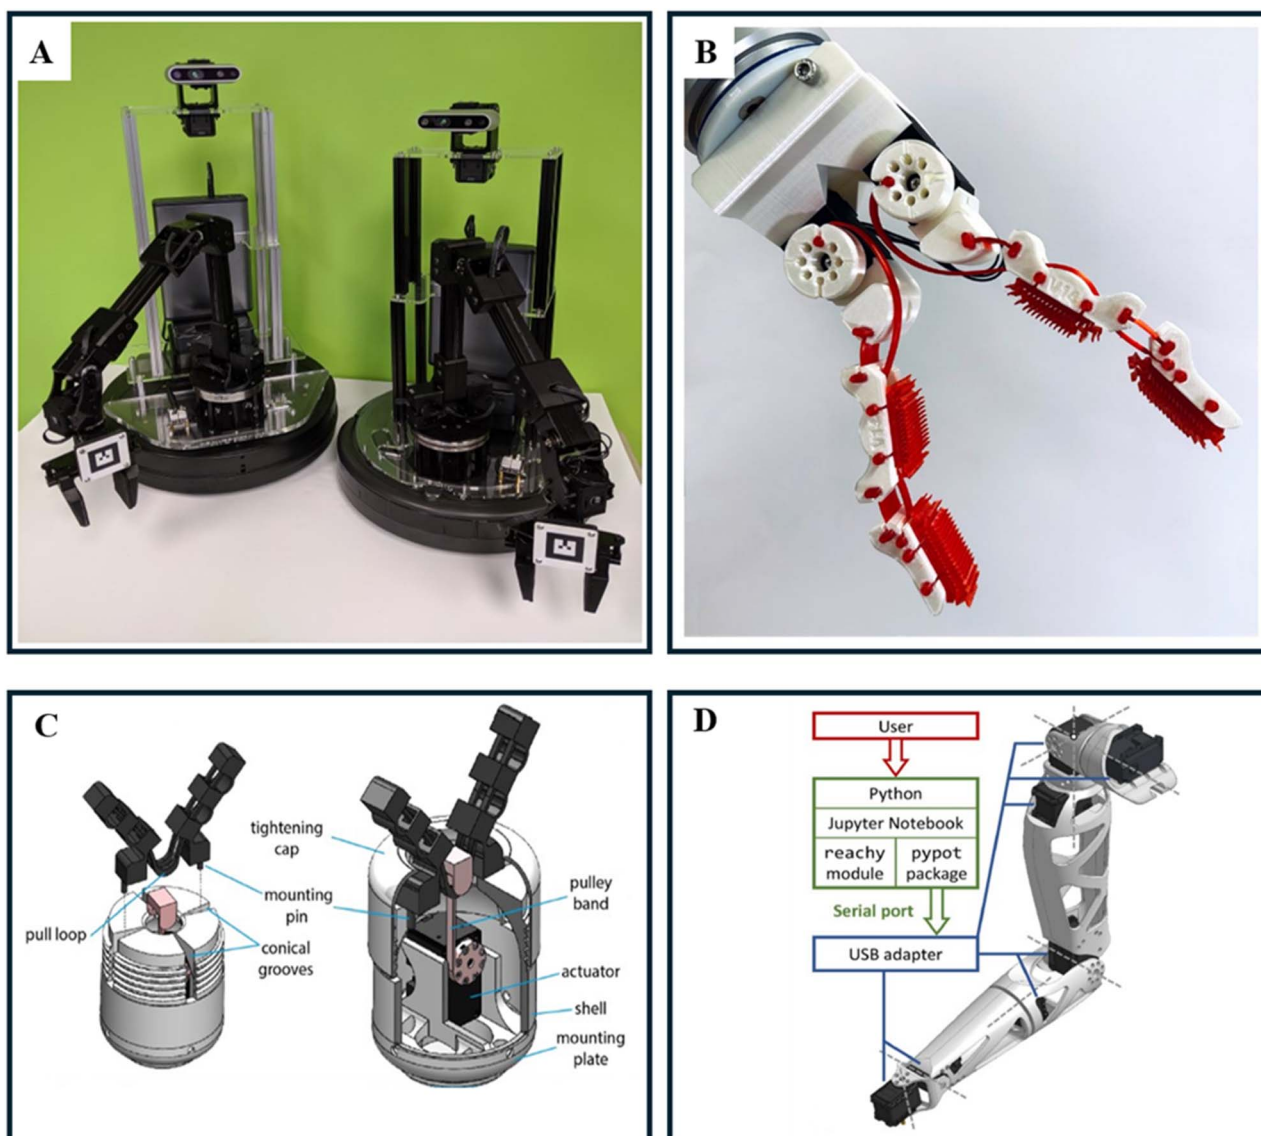 A
B
C
tightening
cap
mounting
pin
pull loop
conical
grooves
pulley
band
actuator
shell
mounting
plate
D
User
Python
Jupyter Notebook
reachy
module
pypot
package
Serial port
USB adapter